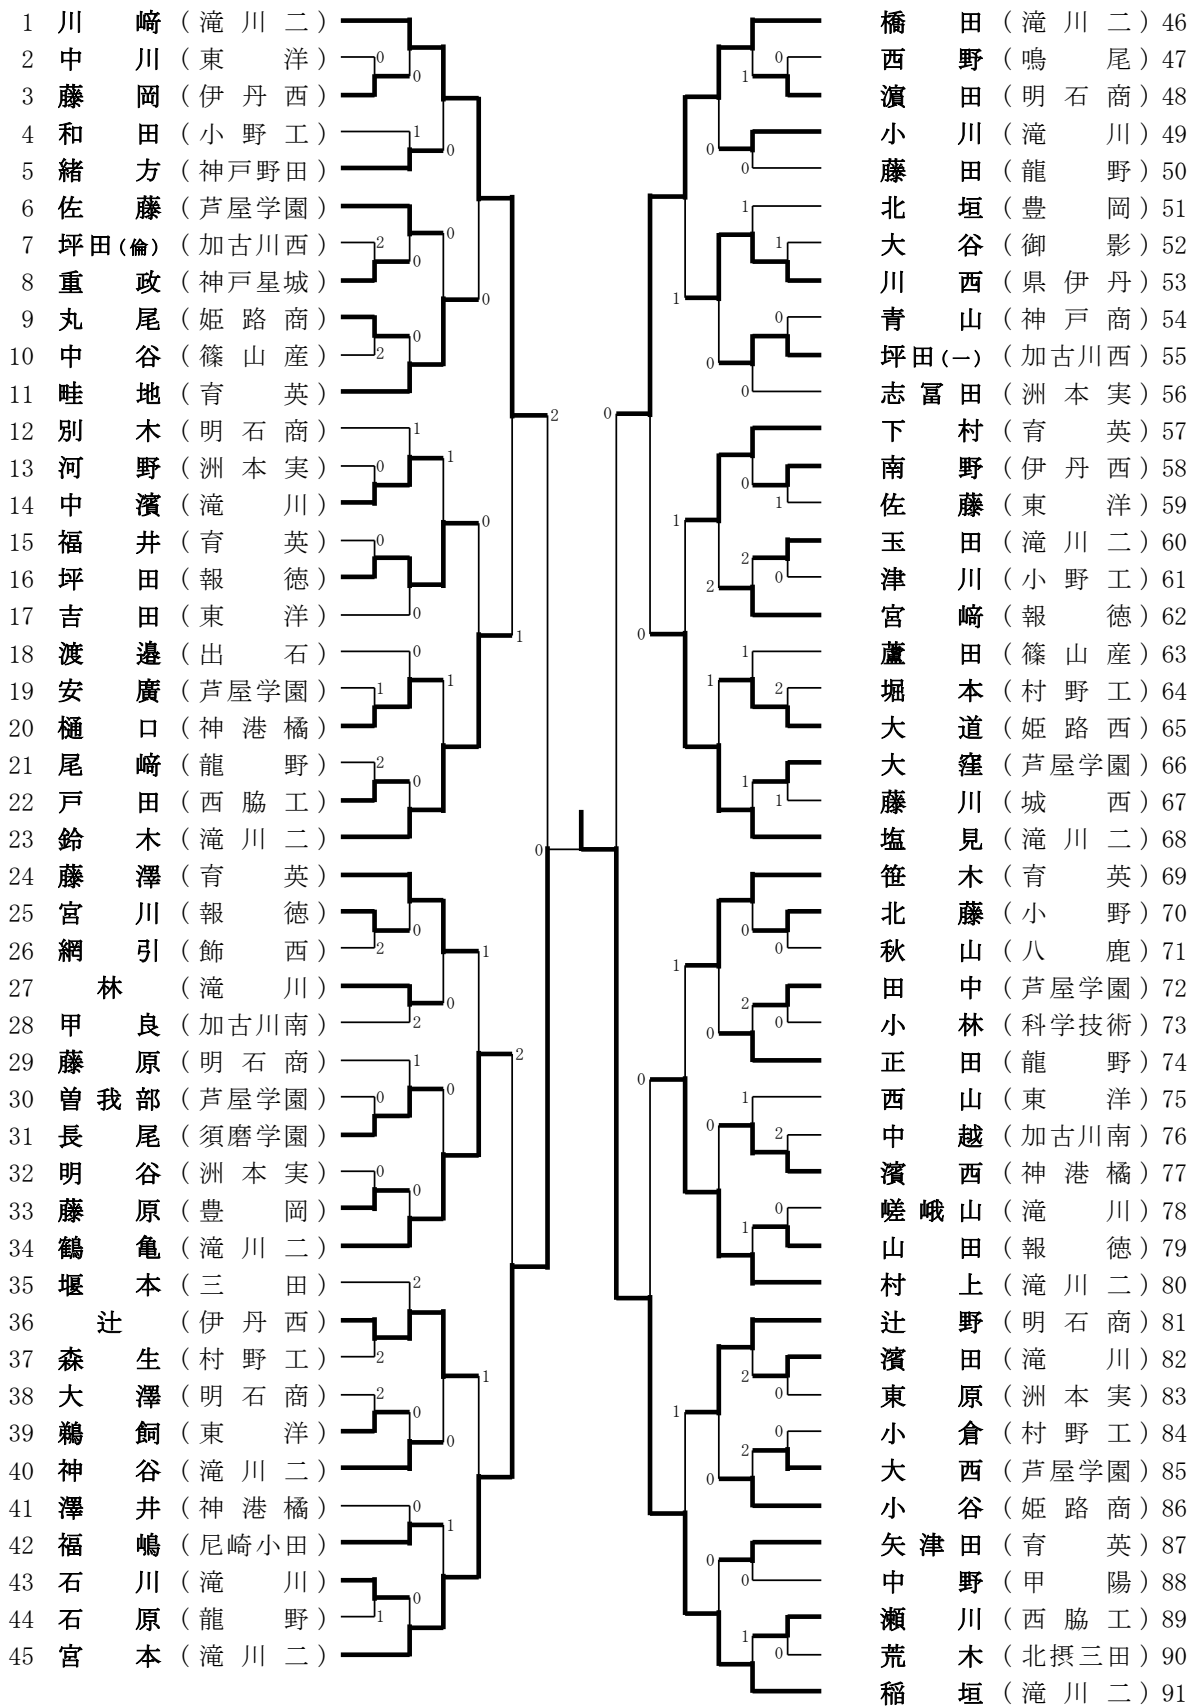 1 川﨑 (滝川二)
2 中川 (東洋)
3 藤岡 (伊丹西)
4 和田 (小野工)
5 緒方 (神戸野田)
6 佐藤 (芦屋学園)
7 坪田(倫) (加古川西)
8 重政 (神戸星城)
9 丸尾 (姫路商)
10 中谷 (篠山産)
11 畦地 (育英)
12 別木 (明石商)
13 河野 (洲本実)
14 中濱 (滝川)
15 福井 (育英)
16 坪田 (報徳)
17 吉田 (東洋)
18 渡邉 (出石)
19 安廣 (芦屋学園)
20 樋口 (神港橘)
21 尾﨑 (龍野)
22 戸田 (西脇工)
23 鈴木 (滝川二)
24 藤澤 (育英)
25 宮川 (報徳)
26 網引 (飾西)
27 林 (滝川)
28 甲良 (加古川南)
29 藤原 (明石商)
30 曽我部 (芦屋学園)
31 長尾 (須磨学園)
32 明谷 (洲本実)
33 藤原 (豊岡)
34 鶴亀 (滝川二)
35 堰本 (三田)
36 辻 (伊丹西)
37 森生 (村野工)
38 大澤 (明石商)
39 鵜飼 (東洋)
40 神谷 (滝川二)
41 澤井 (神港橘)
42 福嶋 (尼崎小田)
43 石川 (滝川)
44 石原 (龍野)
45 宮本 (滝川二)
橋田 (滝川二) 46
西野 (鳴尾) 47
濵田 (明石商) 48
小川 (滝川) 49
藤田 (龍野) 50
北垣 (豊岡) 51
大谷 (御影) 52
川西 (県伊丹) 53
青山 (神戸商) 54
坪田(一) (加古川西) 55
志冨田 (洲本実) 56
下村 (育英) 57
南野 (伊丹西) 58
佐藤 (東洋) 59
玉田 (滝川二) 60
津川 (小野工) 61
宮﨑 (報徳) 62
蘆田 (篠山産) 63
堀本 (村野工) 64
大道 (姫路西) 65
大窪 (芦屋学園) 66
藤川 (城西) 67
塩見 (滝川二) 68
笹木 (育英) 69
北藤 (小野) 70
秋山 (八鹿) 71
田中 (芦屋学園) 72
小林 (科学技術) 73
正田 (龍野) 74
西山 (東洋) 75
中越 (加古川南) 76
濱西 (神港橘) 77
嵯峨山 (滝川) 78
山田 (報徳) 79
村上 (滝川二) 80
辻野 (明石商) 81
濱田 (滝川) 82
東原 (洲本実) 83
小倉 (村野工) 84
大西 (芦屋学園) 85
小谷 (姫路商) 86
矢津田 (育英) 87
中野 (甲陽) 88
瀬川 (西脇工) 89
荒木 (北摂三田) 90
稲垣 (滝川二) 91